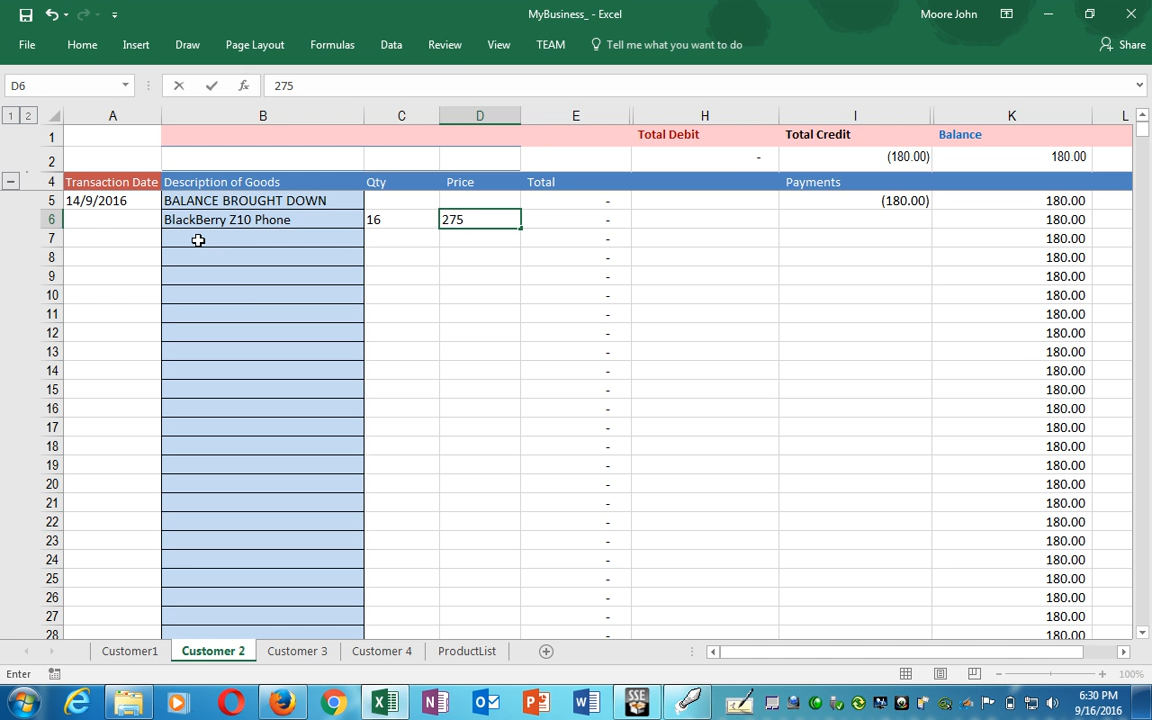 MyBusiness_ - Excel
Moore John
File Home Insert Draw Page Layout Formulas Data Review View TEAM Tell me what you want to do Share
D6 fx 275
1 2 A B C D E H I K L
1 Total Debit Total Credit Balance
2 - (180.00) 180.00
4 Transaction Date Description of Goods Qty Price Total Payments
5 14/9/2016 BALANCE BROUGHT DOWN - (180.00) 180.00
6 BlackBerry Z10 Phone 16 275 - 180.00
7 - 180.00
8 - 180.00
9 - 180.00
10 - 180.00
11 - 180.00
12 - 180.00
13 - 180.00
14 - 180.00
15 - 180.00
16 - 180.00
17 - 180.00
18 - 180.00
19 - 180.00
20 - 180.00
21 - 180.00
22 - 180.00
23 - 180.00
24 - 180.00
25 - 180.00
26 - 180.00
27 - 180.00
28 - 180.00
Customer1 Customer 2 Customer 3 Customer 4 ProductList
Enter 100%
SSE 6:30 PM
9/16/2016